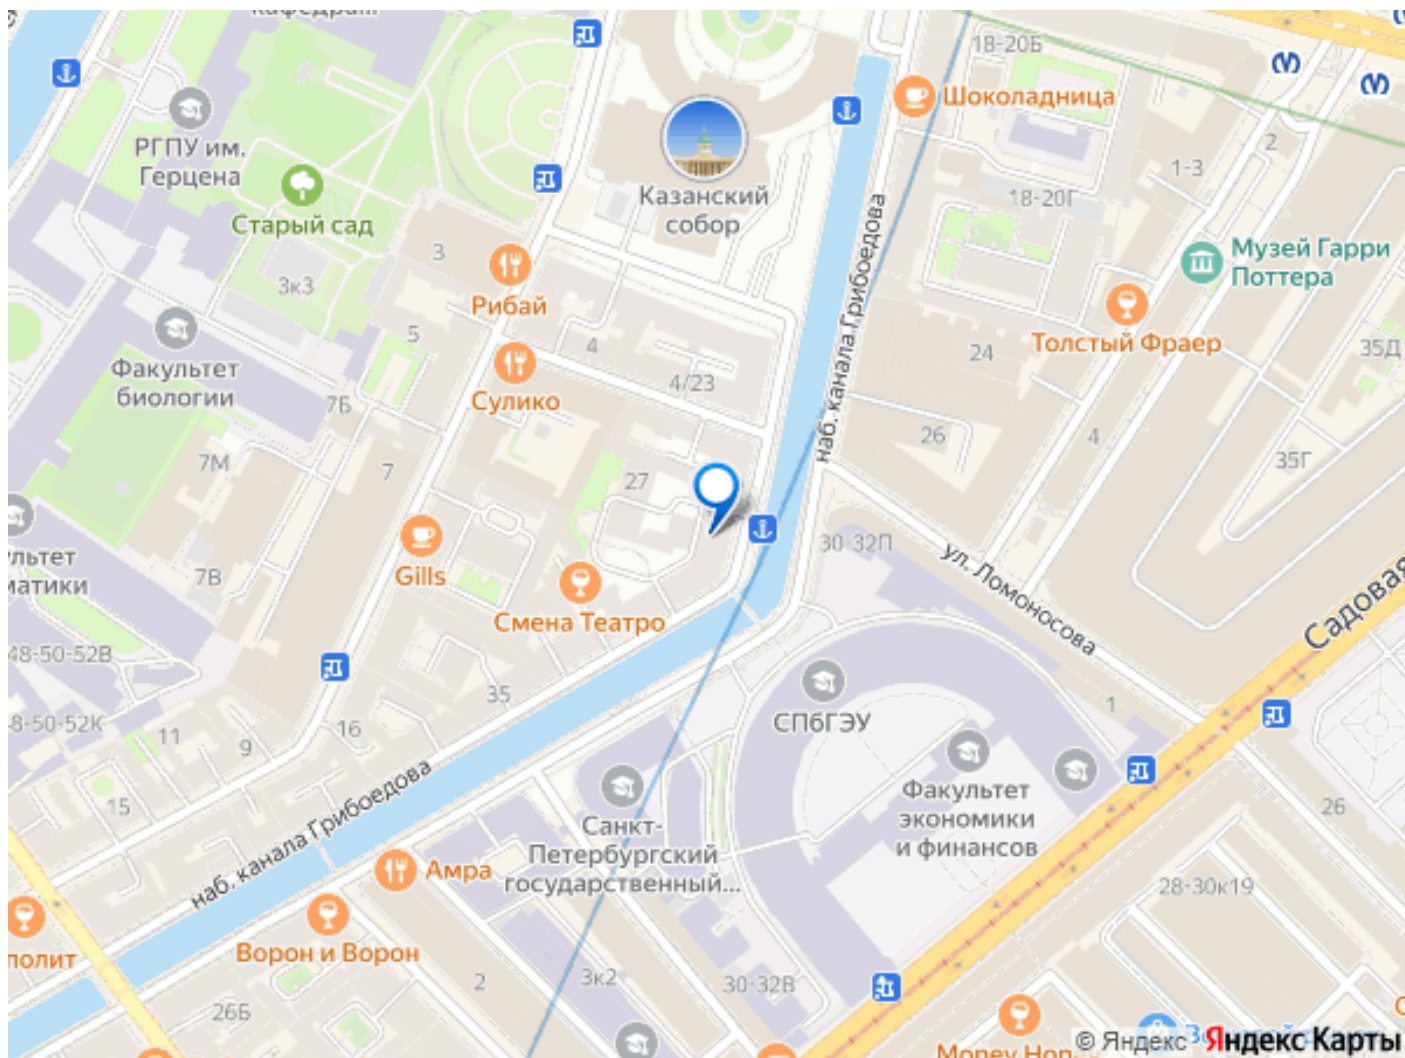 18-20Б
Шоколадница
РГПУ им.
Герцена
Старый сад
Казанский
собор
2
1-3
18-20Г
Музей Гарри
Поттера
3
3к3
Рибай
5
4
Толстый Фраер
24
35Д
Факультет
биологии
Сулико
4/23
7Б
наб. канала Грибоедова
26
4
35Г
7М
7
27
Gills
7В
Смена Театро
30-32П
ул. Ломоносова
Садовая
48-50-52В
35
СПбГЭУ
1
11
9
16
15
наб. канала Грибоедова
Факультет
экономики
и финансов
26
Санкт-
Петербургский
государственный...
Амра
28-30к19
Ворон и Ворон
2
3к2
30-32В
26Б
© Яндекс Яндекс Карты